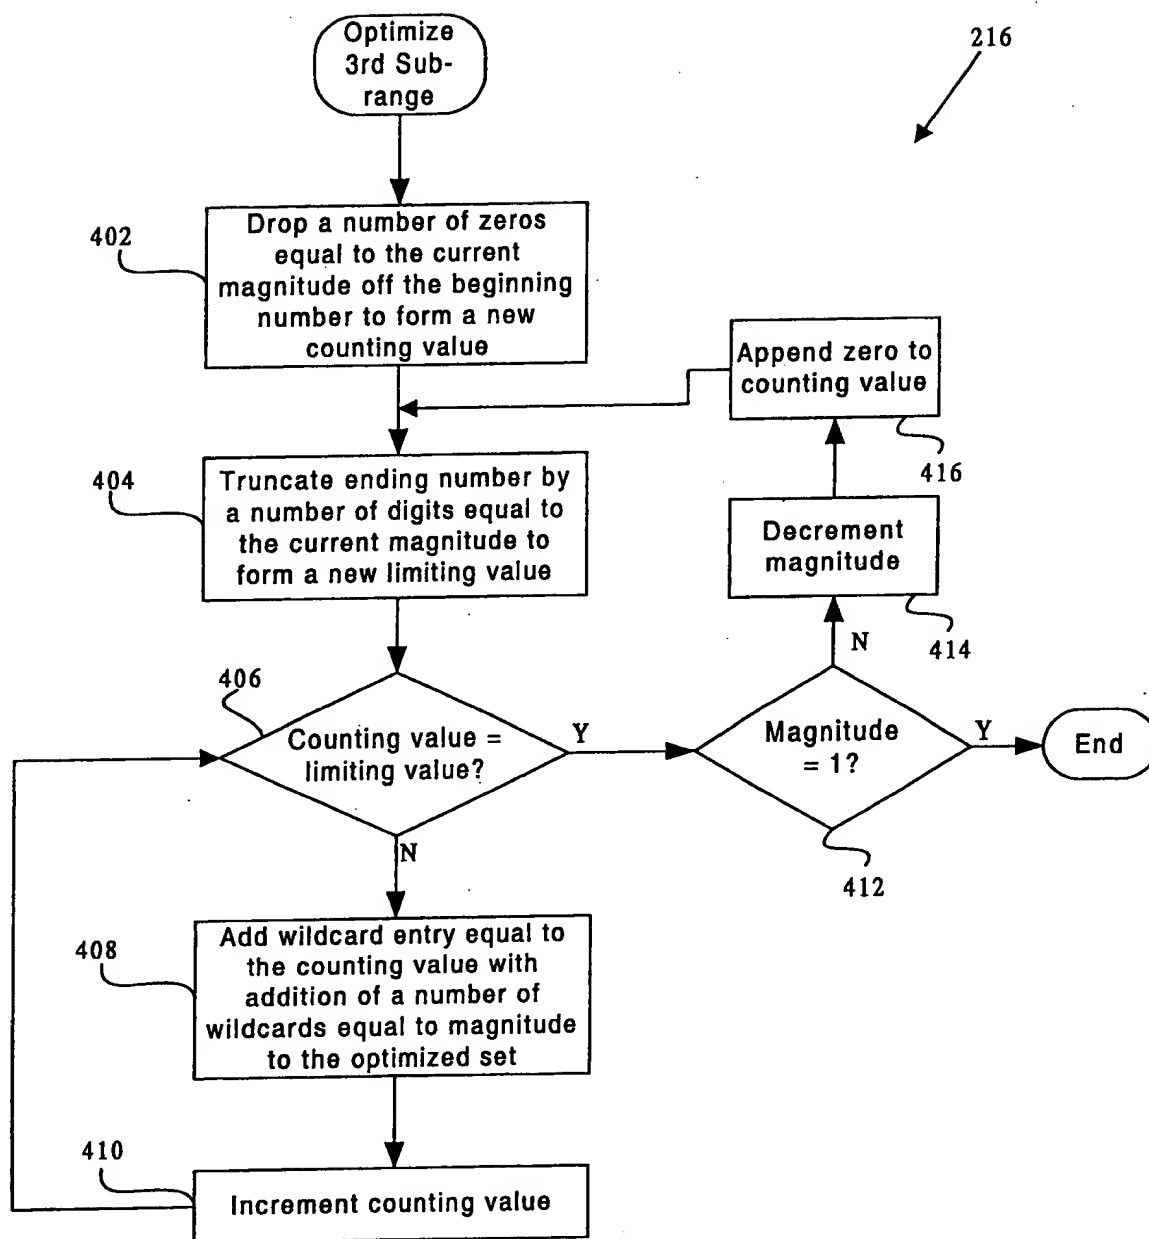 Optimize
3rd Sub-
range
216
402
Drop a number of zeros
equal to the current
magnitude off the beginning
number to form a new
counting value
Append zero to
counting value
416
404
Truncate ending number by
a number of digits equal to
the current magnitude to
form a new limiting value
Decrement
magnitude
414
N
406
Counting value =
limiting value?
Y
Magnitude
= 1?
Y
End
412
N
408
Add wildcard entry equal to
the counting value with
addition of a number of
wildcards equal to magnitude
to the optimized set
410
Increment counting value